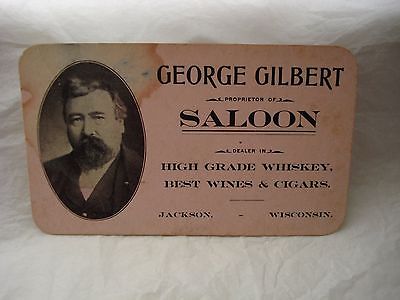 GEORGE GILBERT
PROPRIETOR OF
SALOON
DEALER IN
HIGH GRADE WHISKEY,
BEST WINES & CIGARS.
JACKSON, - WISCONSIN.